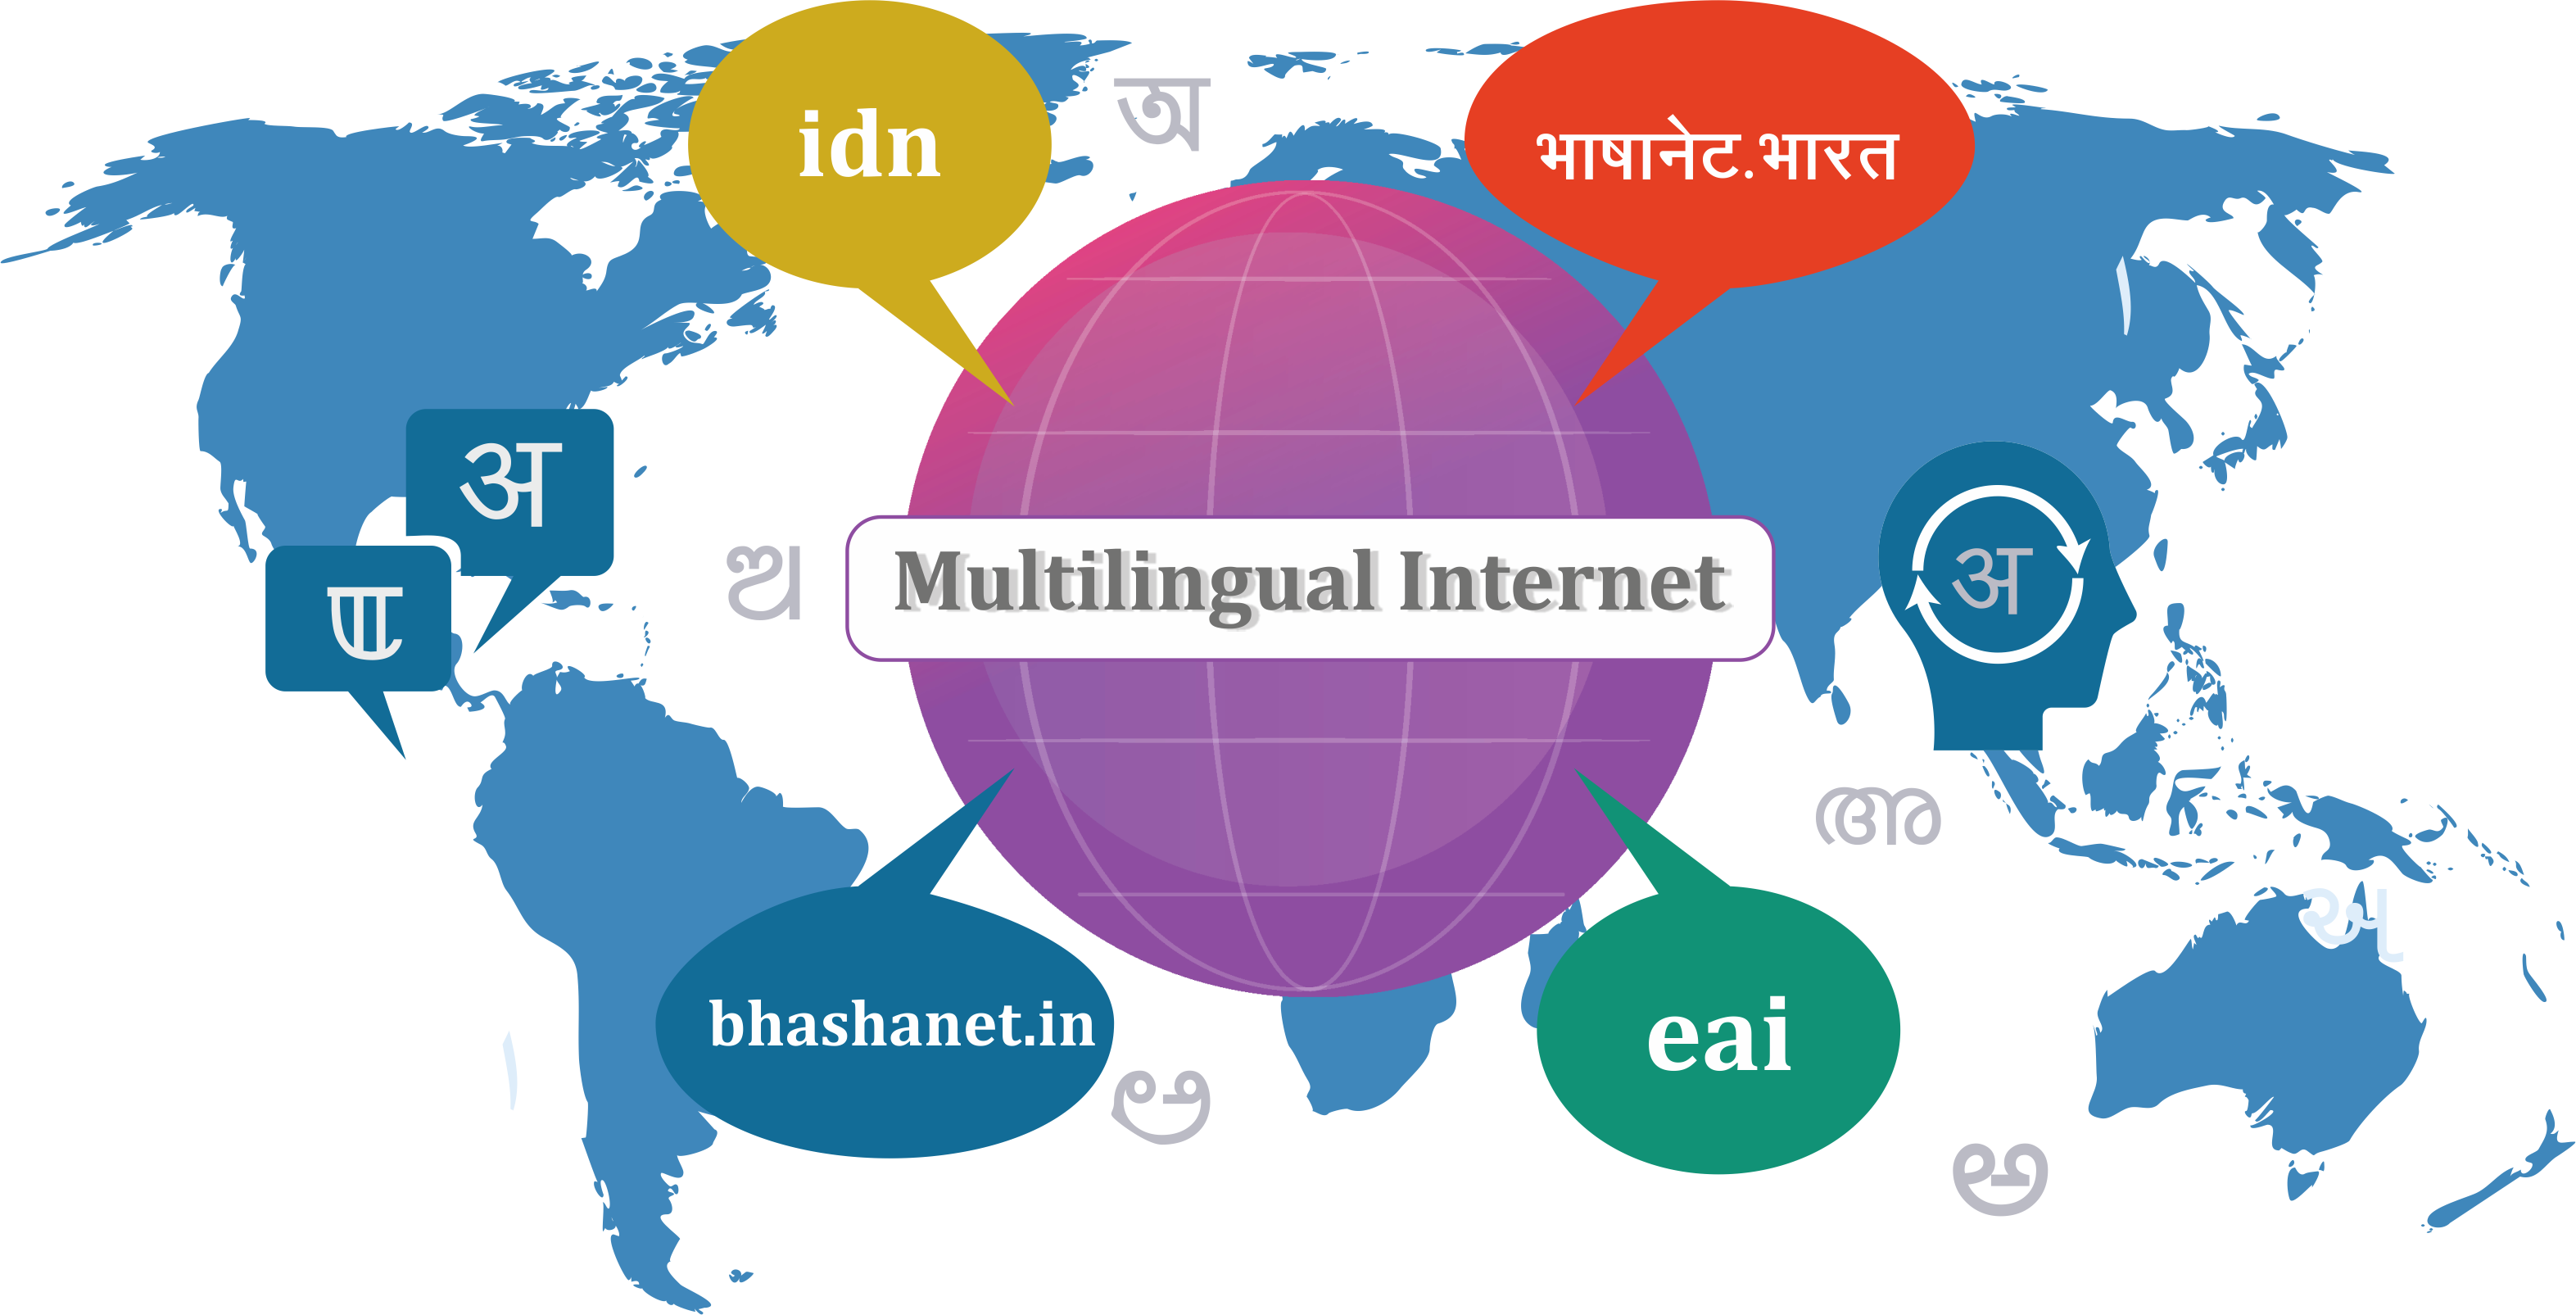 idn
भाषानेट.भारत
অ
अ
ꯑ
ଅ
Multilingual Internet
अ
അ
અ
bhashanet.in
eai
అ
ಅ